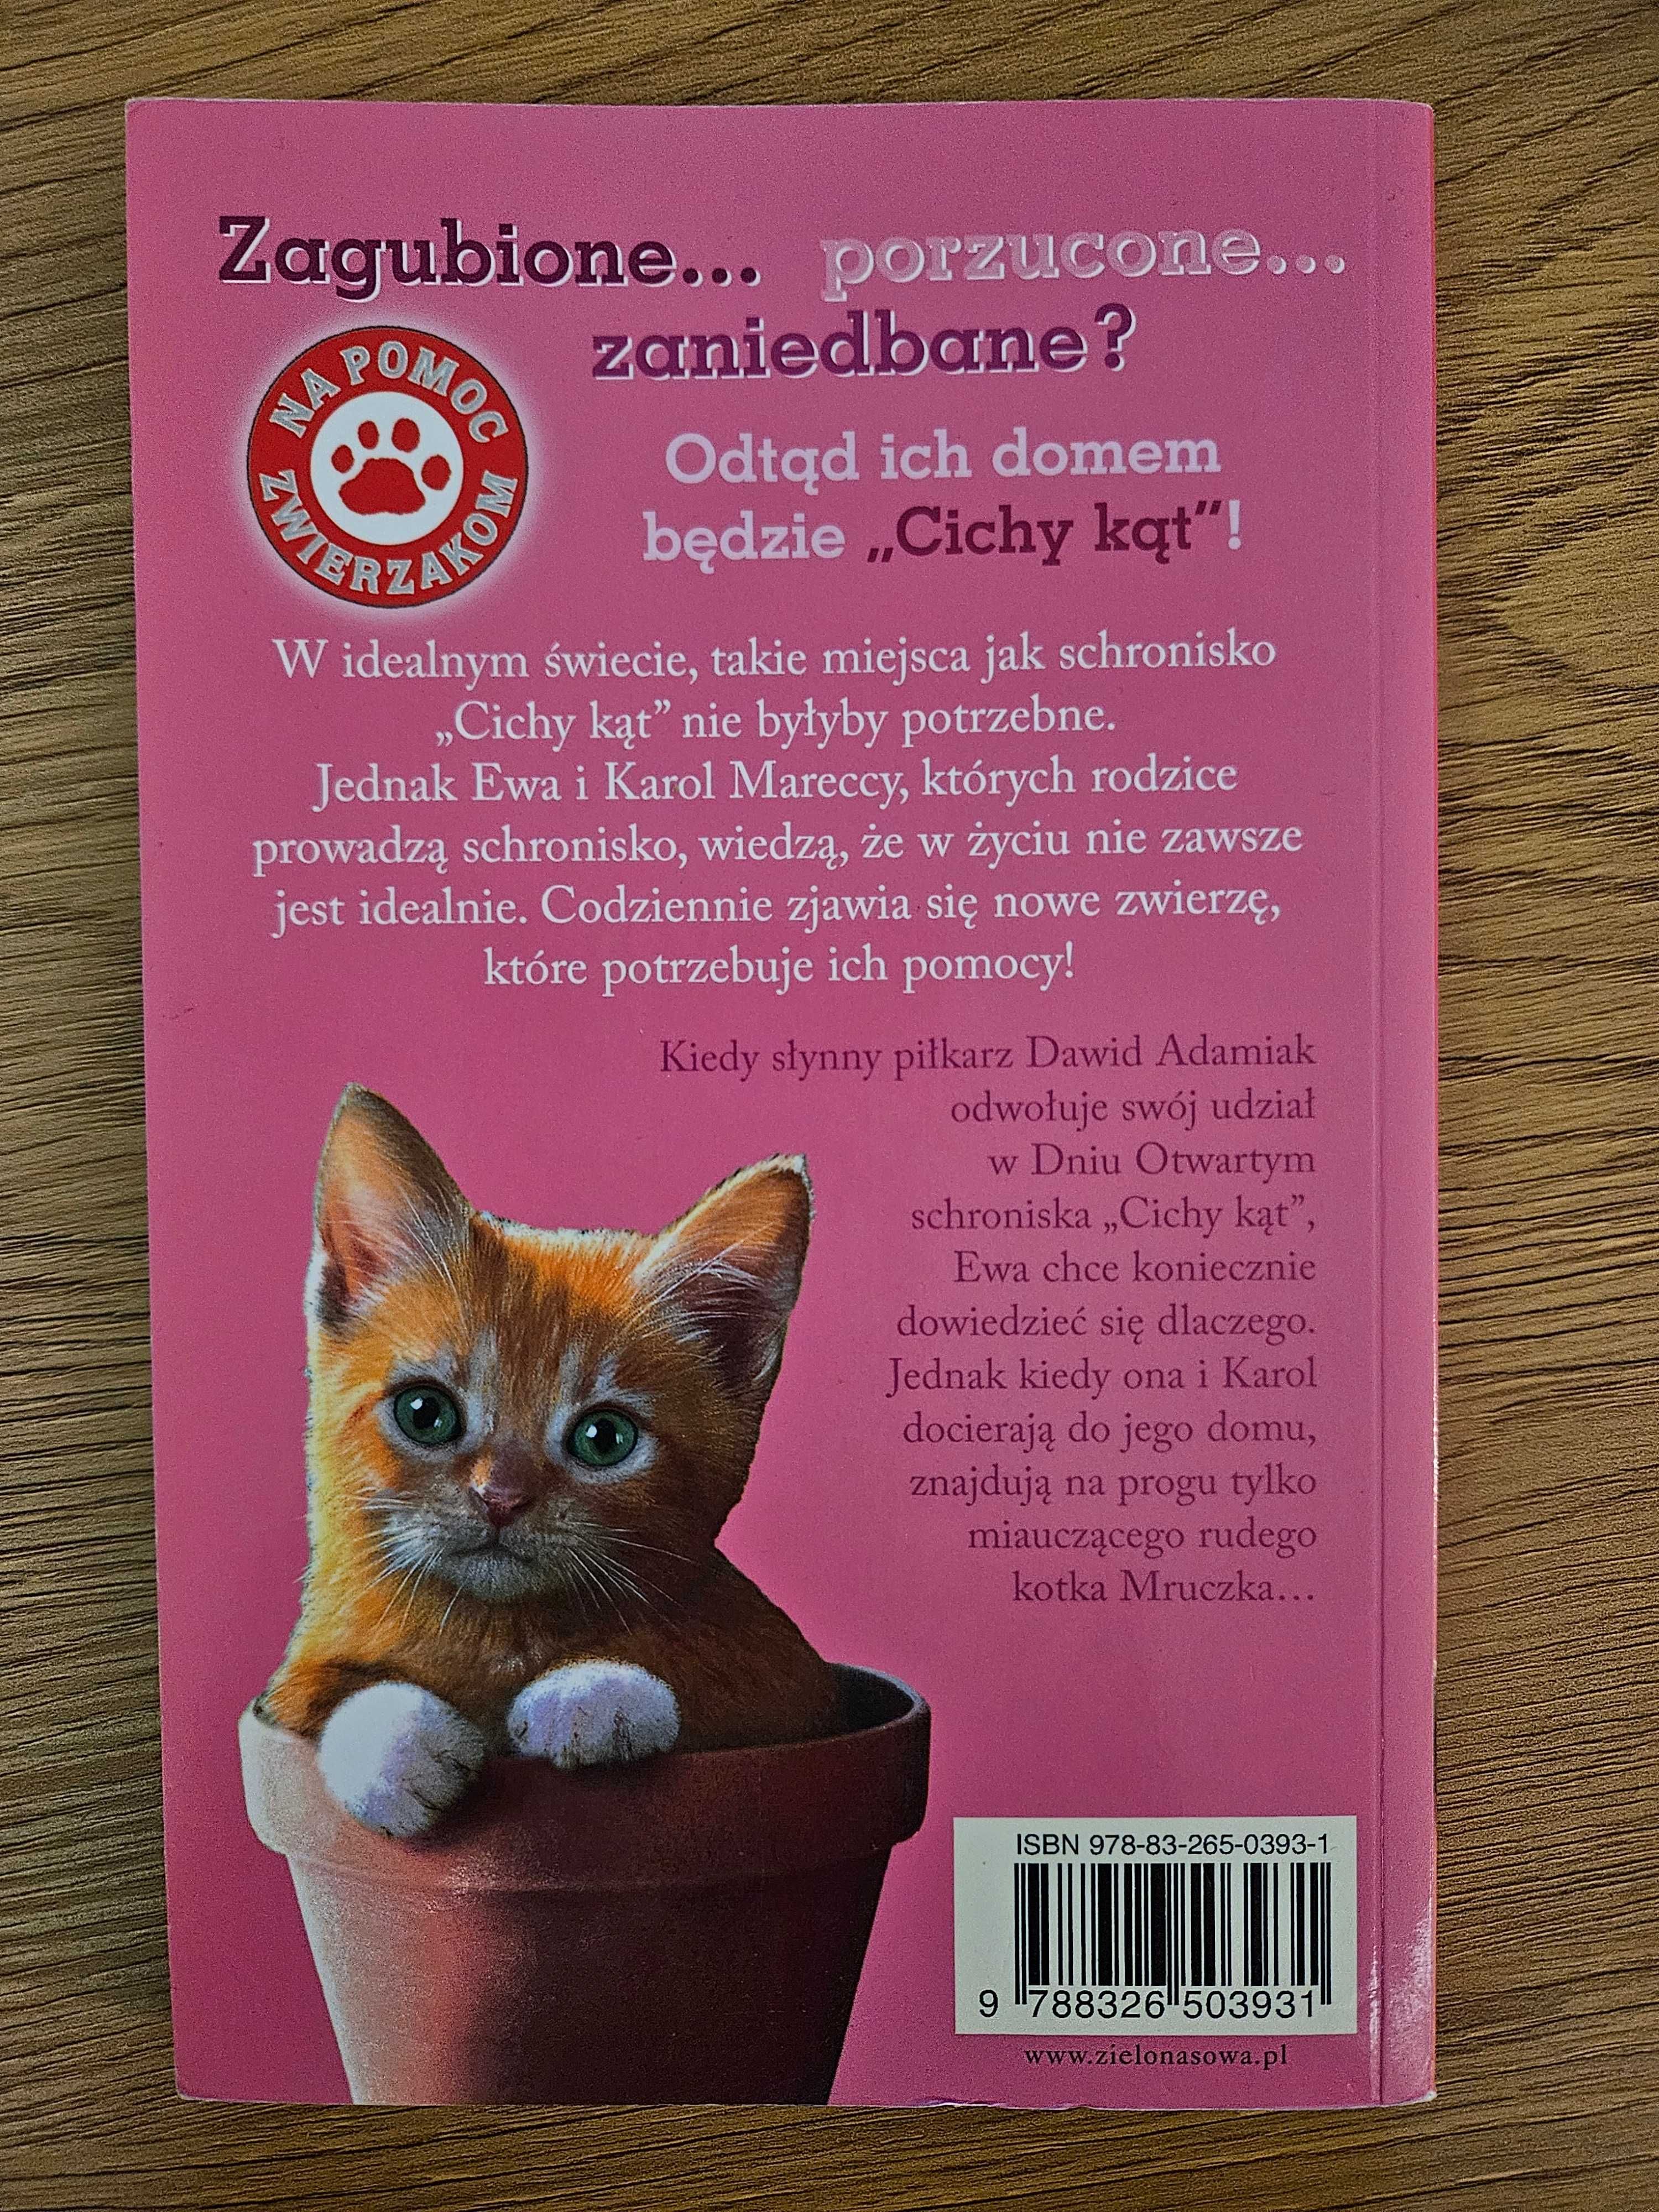 Zagubione... porzucone...
zaniedbane?
NA POMOC
ZWIERZAKOM
Odtąd ich domem
będzie „Cichy kąt”!
W idealnym świecie, takie miejsca jak schronisko
„Cichy kąt” nie byłyby potrzebne.
Jednak Ewa i Karol Mareccy, których rodzice
prowadzą schronisko, wiedzą, że w życiu nie zawsze
jest idealnie. Codziennie zjawia się nowe zwierzę,
które potrzebuje ich pomocy!
Kiedy słynny piłkarz Dawid Adamiak
odwołuje swój udział
w Dniu Otwartym
schroniska „Cichy kąt”,
Ewa chce koniecznie
dowiedzieć się dlaczego.
Jednak kiedy ona i Karol
docierają do jego domu,
znajdują na progu tylko
miauczącego rudego
kotka Mruczka...
ISBN 978-83-265-0393-1
9 788326 503931
www.zielonasowa.pl